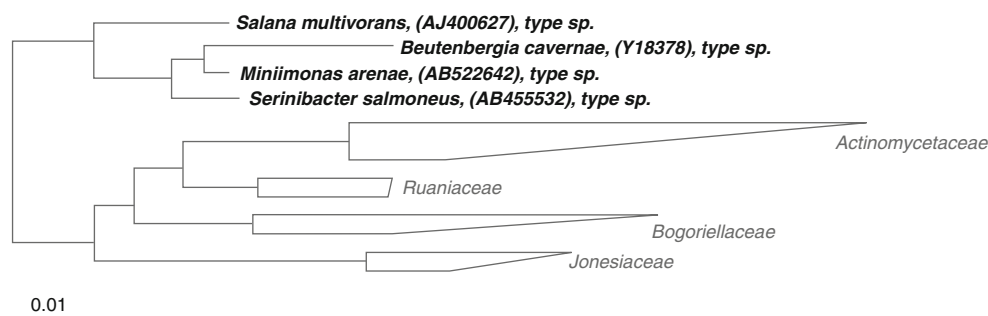 Salana multivorans, (AJ400627), type sp.
Beutenbergia cavernae, (Y18378), type sp.
Miniimonas arenae, (AB522642), type sp.
Serinibacter salmoneus, (AB455532), type sp.
Actinomycetaceae
Ruaniaceae
Bogoriellaceae
Jonesiaceae
0.01